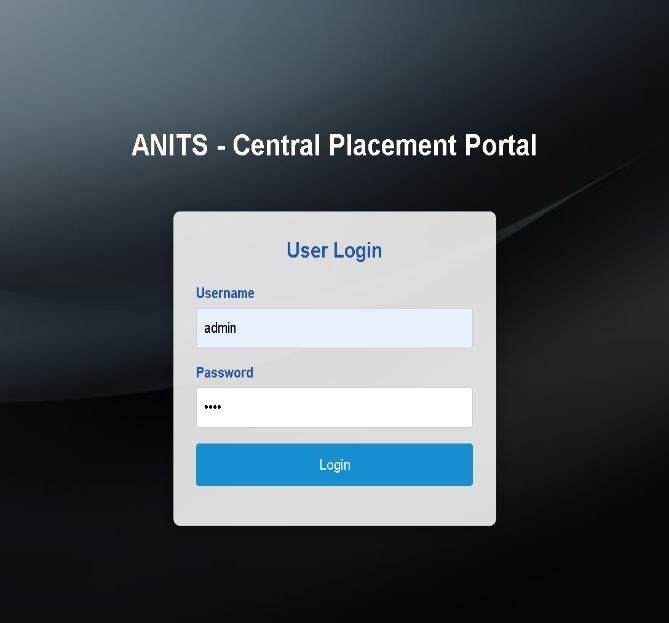 ANITS - Central Placement Portal
User Login
Username
admin
Password
••••
Login